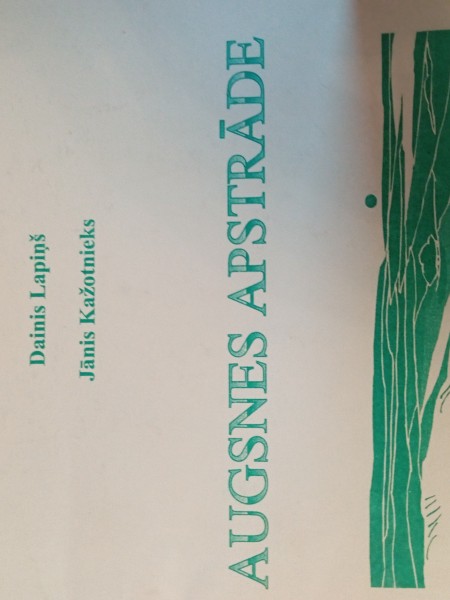 Dainis Lapiņš
Jānis Kažotnieks
AUGSNES APSTRĀDE